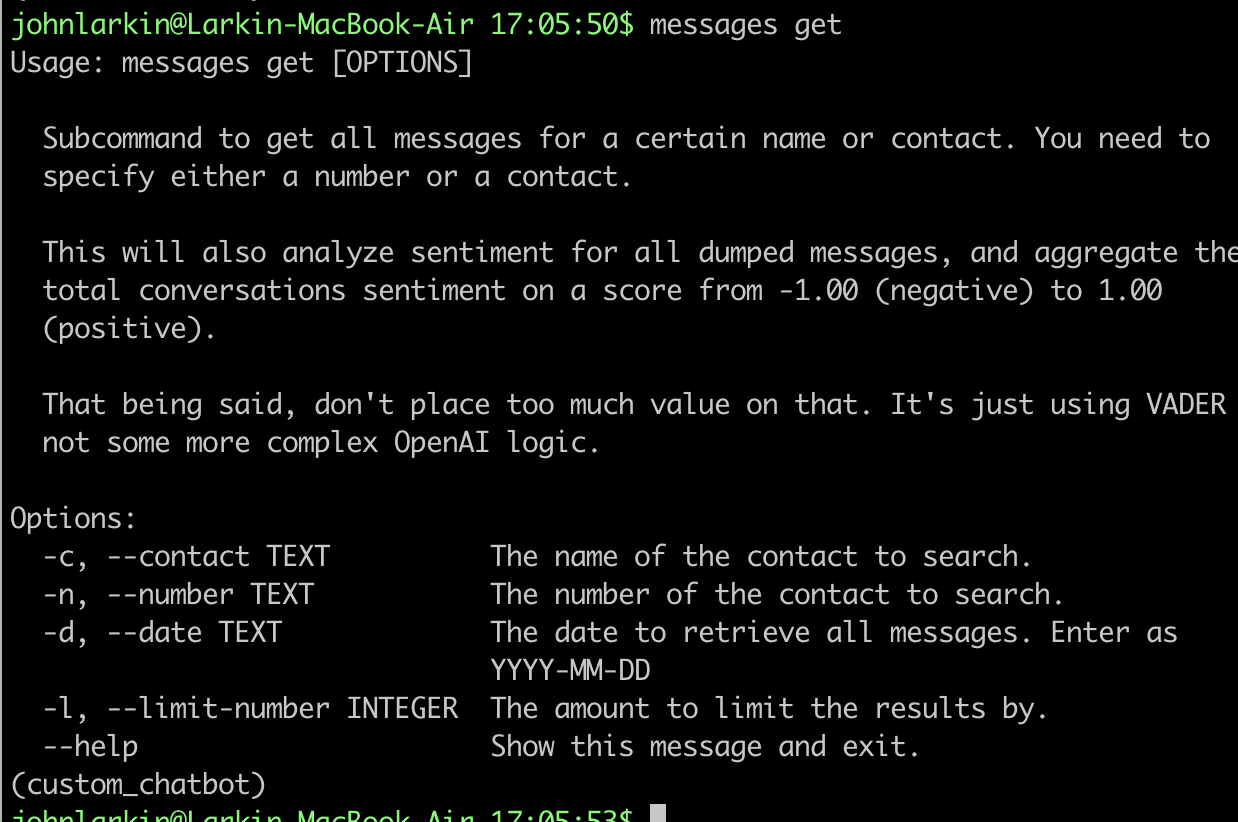 johnlarkin@Larkin-MacBook-Air 17:05:50$ messages get
Usage: messages get [OPTIONS]

  Subcommand to get all messages for a certain name or contact. You need to
  specify either a number or a contact.

  This will also analyze sentiment for all dumped messages, and aggregate the
  total conversations sentiment on a score from -1.00 (negative) to 1.00
  (positive).

  That being said, don't place too much value on that. It's just using VADER
  not some more complex OpenAI logic.

Options:
  -c, --contact TEXT          The name of the contact to search.
  -n, --number TEXT           The number of the contact to search.
  -d, --date TEXT             The date to retrieve all messages. Enter as
                              YYYY-MM-DD
  -l, --limit-number INTEGER  The amount to limit the results by.
  --help                      Show this message and exit.
(custom_chatbot)
johnlarkin@Larkin-MacBook-Air 17:05:53$